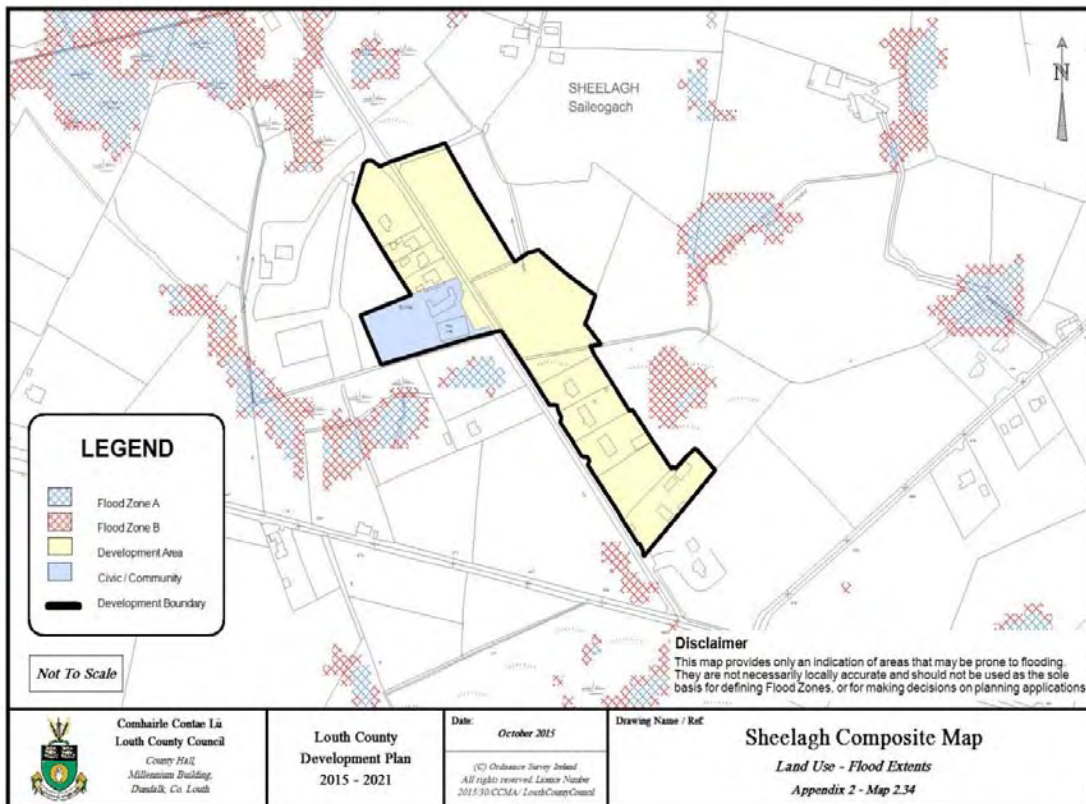 SHEELAGH
Saileogach
N
LEGEND
Flood Zone A
Flood Zone B
Development Area
Civic / Community
Development Boundary
Not To Scale
Disclaimer
This map provides only an indication of areas that may be prone to flooding.
They are not necessarily locally accurate and should not be used as the sole
basis for defining Flood Zones, or for making decisions on planning applications
Comhairle Contae Lú
Louth County Council
County Hall,
Millennium Building,
Dundalk, Co. Louth
Louth County
Development Plan
2015 - 2021
Date:
October 2015
(C) Ordnance Survey Ireland
All rights reserved. Licence Number
2015/30/CCMA/ LouthCountyCouncil
Drawing Name / Ref:
Sheelagh Composite Map
Land Use - Flood Extents
Appendix 2 - Map 2.34